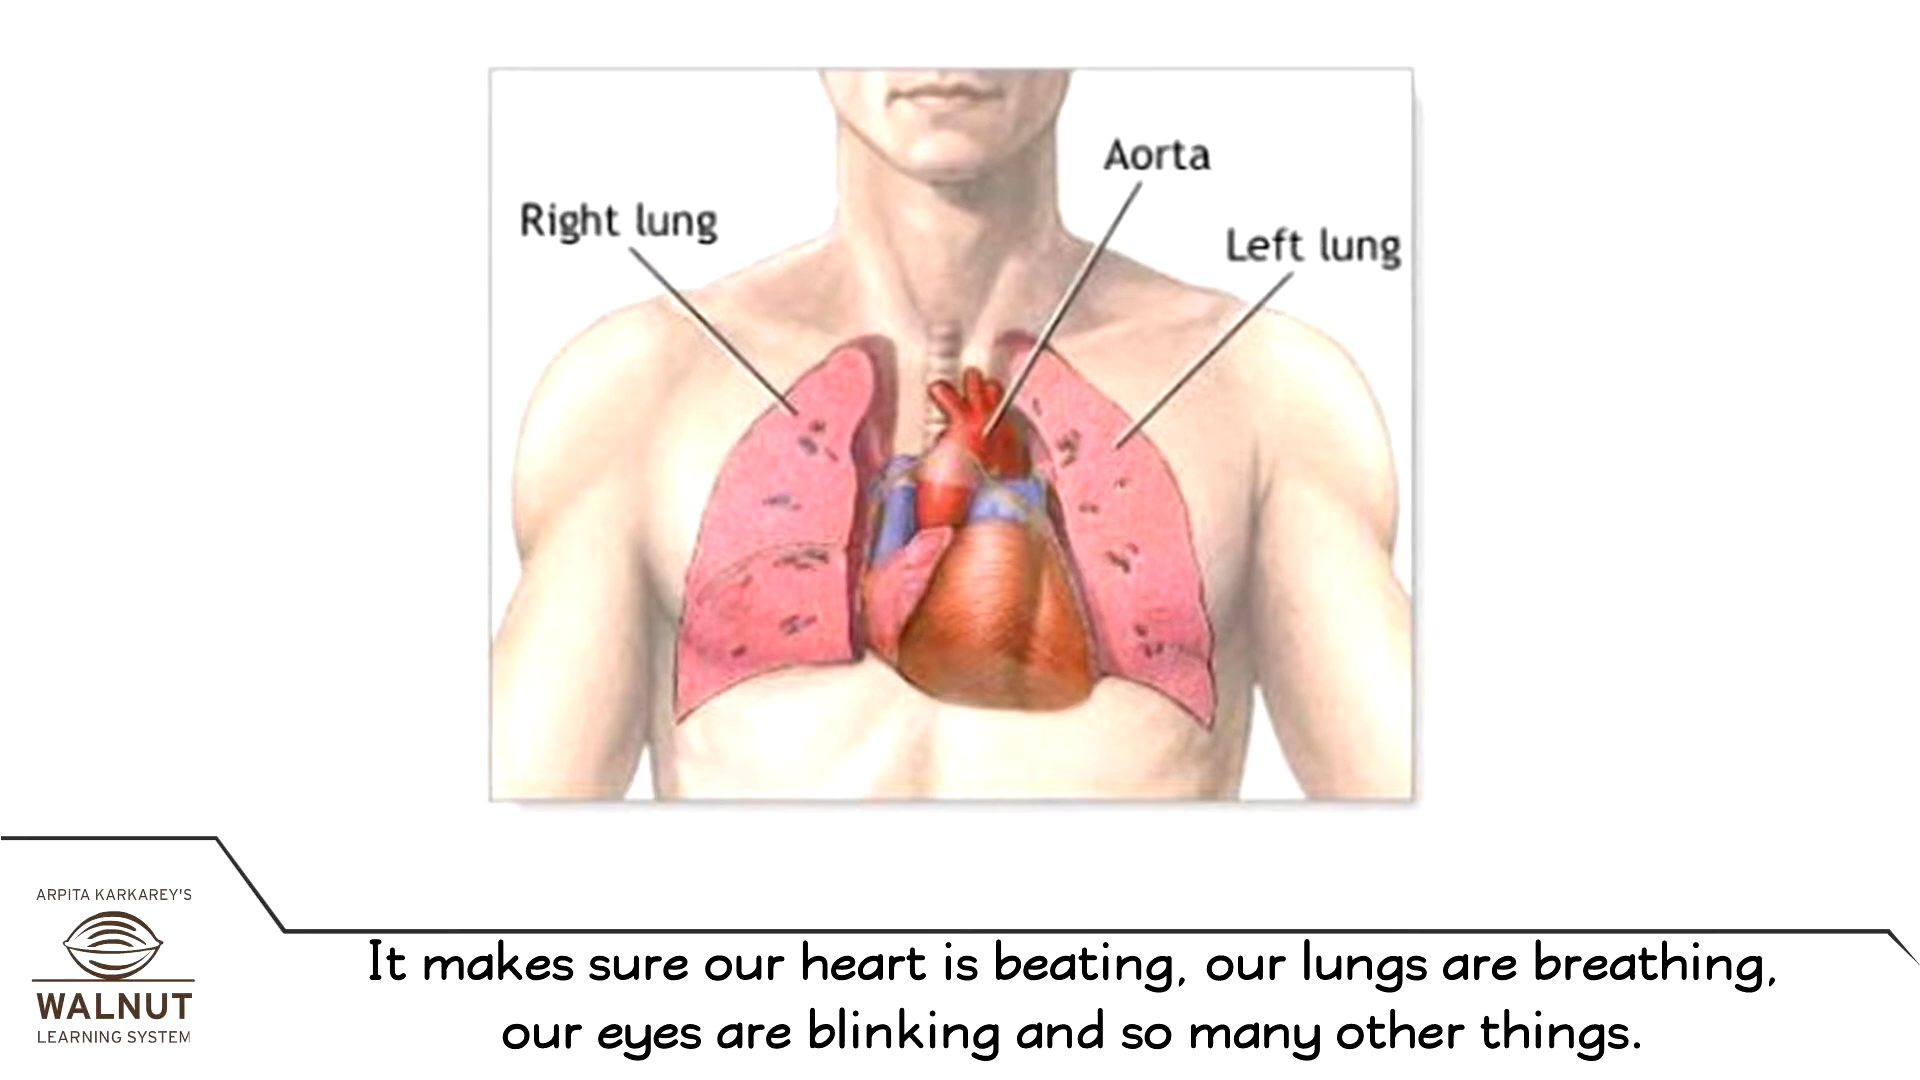 Aorta
Right lung
Left lung
ARPITA KARKAREY'S
WALNUT
LEARNING SYSTEM
It makes sure our heart is beating, our lungs are breathing,
our eyes are blinking and so many other things.